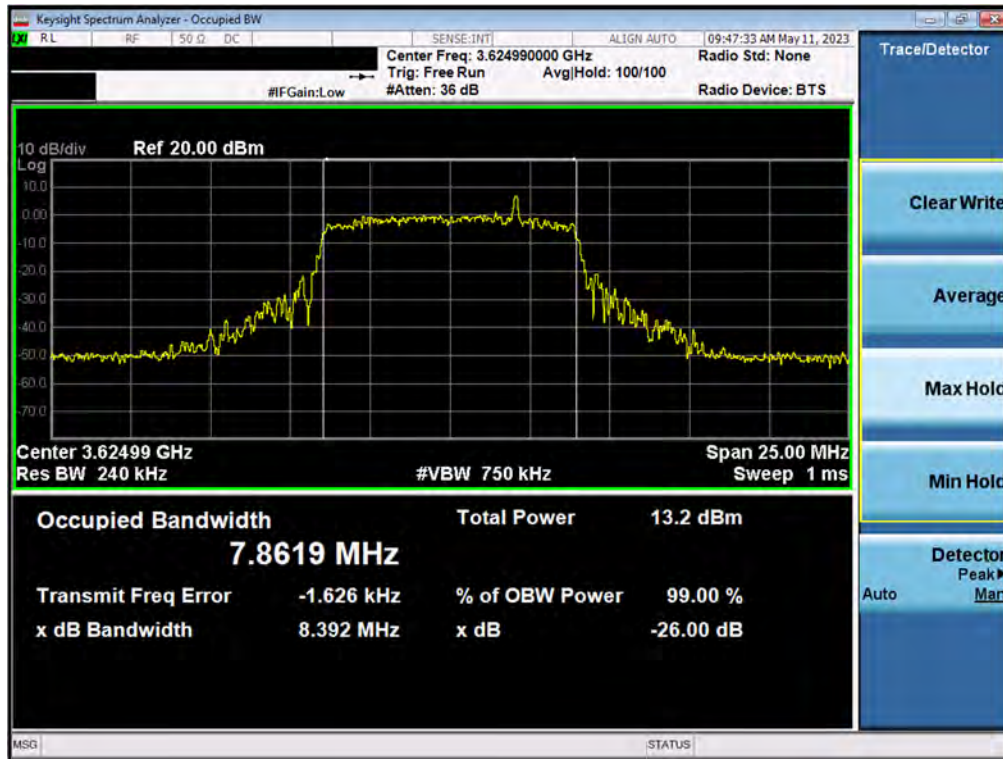 Keysight Spectrum Analyzer - Occupied BW
LXI RL RF 50 Ω DC SENSE:INT ALIGN AUTO 09:47:33 AM May 11, 2023
Center Freq: 3.624990000 GHz Radio Std: None
Trig: Free Run Avg|Hold: 100/100
#IFGain:Low #Atten: 36 dB Radio Device: BTS
Trace/Detector
10 dB/div Ref 20.00 dBm
Log
10.0
0.00
-10.0
-20.0
-30.0
-40.0
-50.0
-60.0
-70.0
Center 3.62499 GHz Span 25.00 MHz
Res BW 240 kHz #VBW 750 kHz Sweep 1 ms
Clear Write
Average
Max Hold
Min Hold
Detector
Peak▶
Auto Man
Occupied Bandwidth Total Power 13.2 dBm
7.8619 MHz
Transmit Freq Error -1.626 kHz % of OBW Power 99.00 %
x dB Bandwidth 8.392 MHz x dB -26.00 dB
MSG STATUS